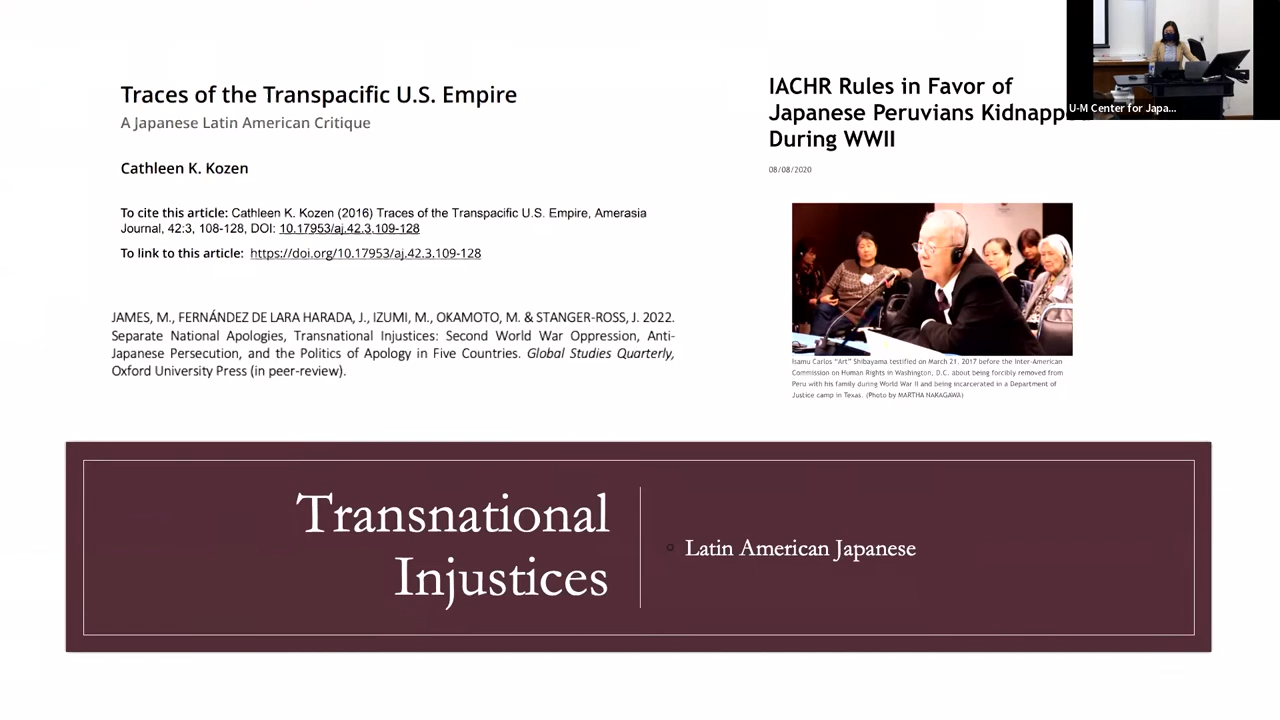 Traces of the Transpacific U.S. Empire
A Japanese Latin American Critique
Cathleen K. Kozen
To cite this article: Cathleen K. Kozen (2016) Traces of the Transpacific U.S. Empire, Amerasia
Journal, 42:3, 108-128, DOI: 10.17953/aj.42.3.109-128
To link to this article: https://doi.org/10.17953/aj.42.3.109-128
JAMES, M., FERNÁNDEZ DE LARA HARADA, J., IZUMI, M., OKAMOTO, M. & STANGER-ROSS, J. 2022.
Separate National Apologies, Transnational Injustices: Second World War Oppression, Anti-
Japanese Persecution, and the Politics of Apology in Five Countries. Global Studies Quarterly,
Oxford University Press (in peer-review).
IACHR Rules in Favor of
Japanese Peruvians Kidnapped
During WWII
08/08/2020
Isamu Carlos "Art" Shibayama testified on March 21, 2017 before the Inter-American
Commission on Human Rights in Washington, D.C. about being forcibly removed from
Peru with his family during World War II and being incarcerated in a Department of
Justice camp in Texas. (Photo by MARTHA NAKAGAWA)
U-M Center for Japa...
Transnational
Injustices
Latin American Japanese